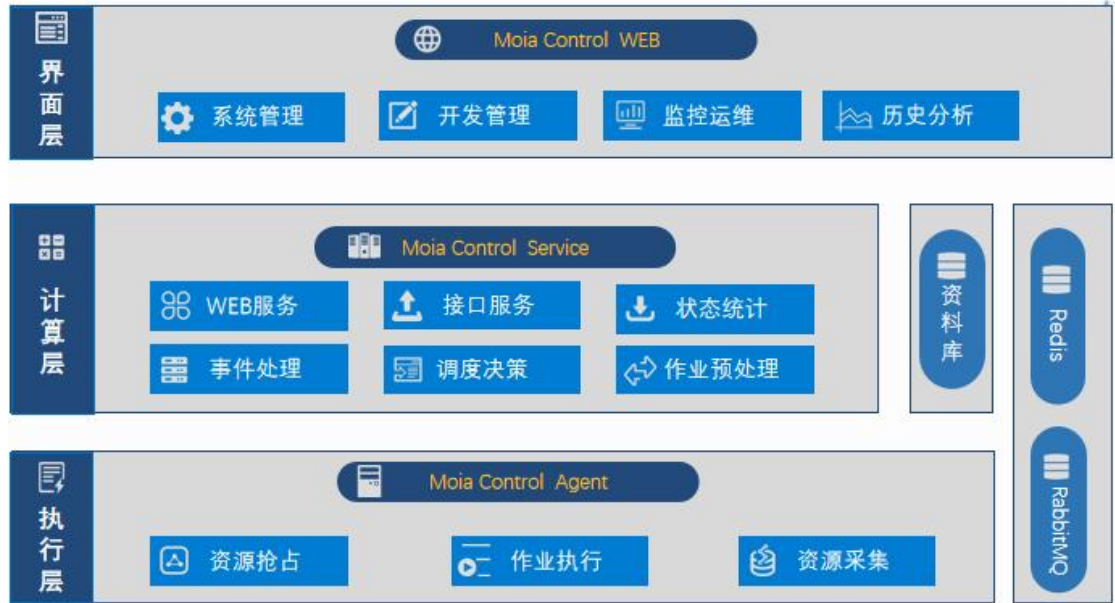 界面层
Moia Control WEB
系统管理
开发管理
监控运维
历史分析
计算层
Moia Control Service
WEB服务
接口服务
状态统计
事件处理
调度决策
作业预处理
资料库
Redis
RabbitMQ
执行层
Moia Control Agent
资源抢占
作业执行
资源采集